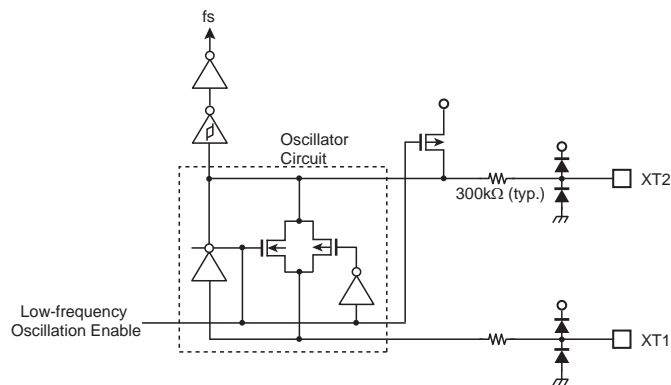 fs
Oscillator
Circuit
300kΩ (typ.)
XT2
Low-frequency
Oscillation Enable
XT1